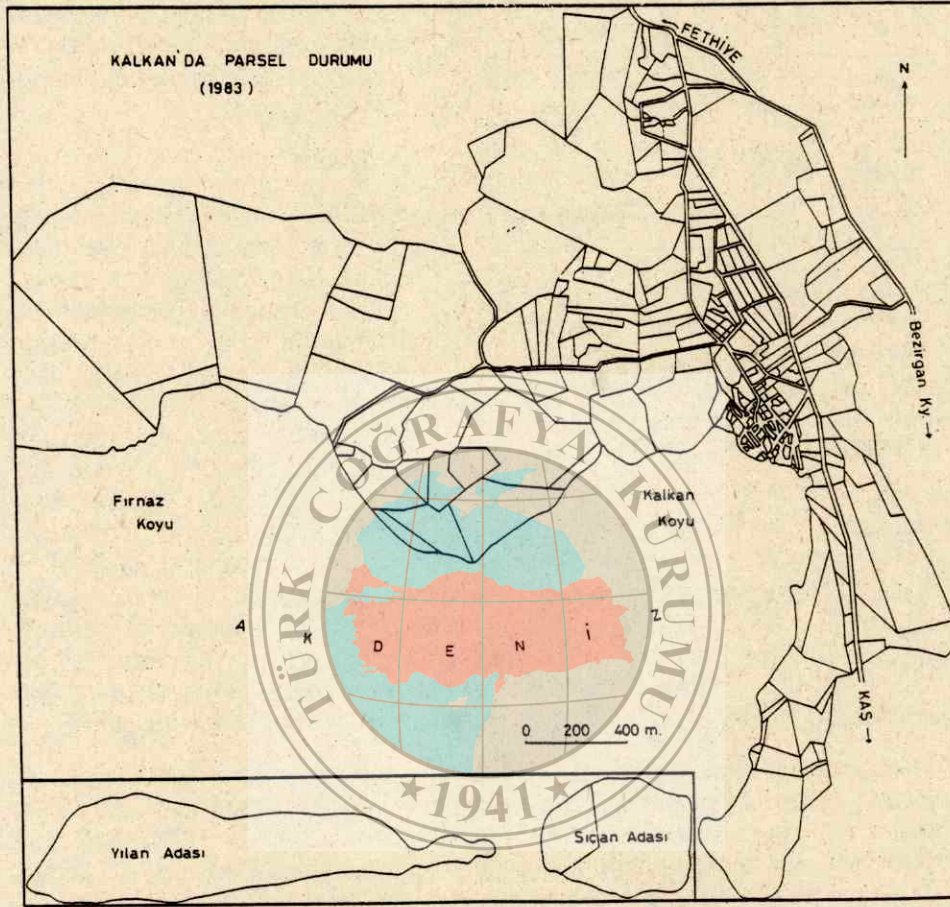 KALKAN'DA PARSEL DURUMU
(1983)
← FETHİYE
N
Bezirgan Ky. →
Fırnaz
Koyu
Kalkan
Koyu
AKDENİZ
TÜRK COĞRAFYA KURUMU
1941
0 200 400 m.
KAŞ →
Yılan Adası
Sıçan Adası